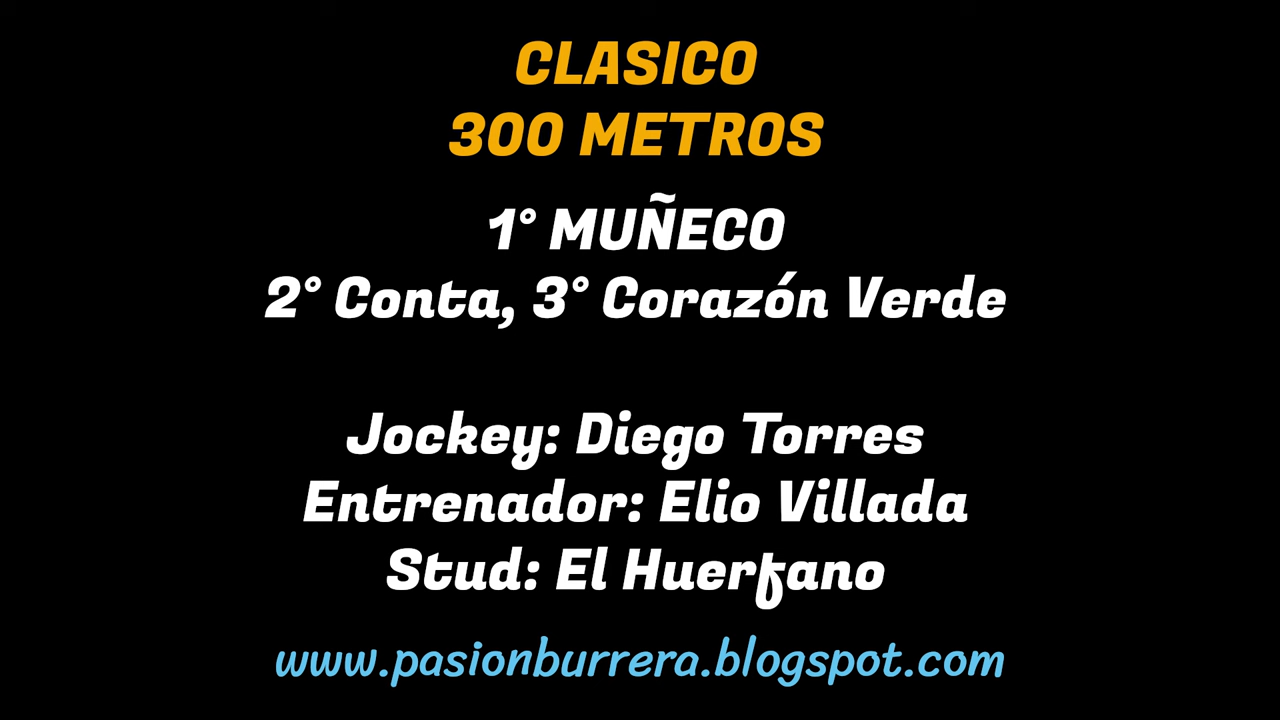 CLASICO
300 METROS
1° MUÑECO
2° Conta, 3° Corazón Verde
Jockey: Diego Torres
Entrenador: Elio Villada
Stud: El Huerfano
www.pasionburrera.blogspot.com